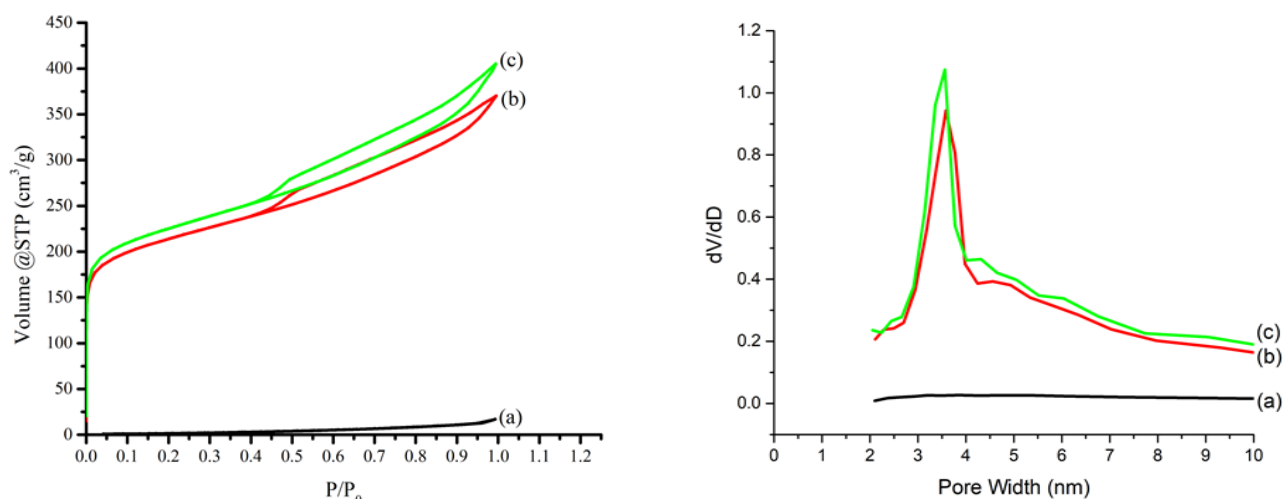 450
400
350
300
250
200
150
100
50
0
Volume @STP (cm³/g)
(c)
(b)
(a)
0.0 0.1 0.2 0.3 0.4 0.5 0.6 0.7 0.8 0.9 1.0 1.1 1.2
P/P₀
1.2
1.0
0.8
0.6
0.4
0.2
0.0
dV/dD
(c)
(b)
(a)
0 1 2 3 4 5 6 7 8 9 10
Pore Width (nm)